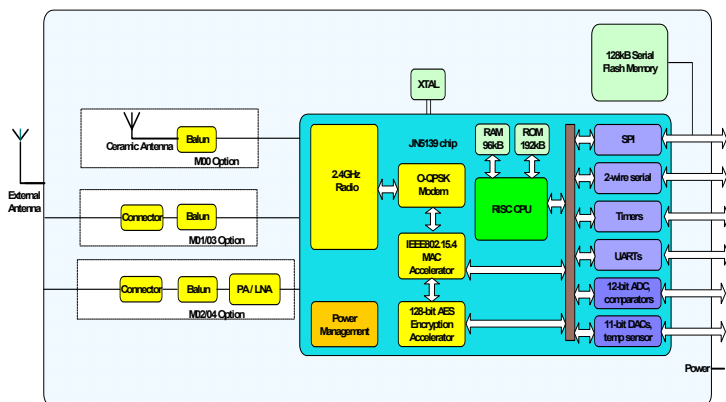 128kB Serial
Flash Memory
XTAL
Ceramic Antenna
Balun
M00 Option
External
Antenna
Connector
Balun
M01/03 Option
Connector
Balun
PA / LNA
M02/04 Option
JN5139 chip
2.4GHz
Radio
O-QPSK
Modem
IEEE802.15.4
MAC
Accelerator
128-bit AES
Encryption
Accelerator
Power
Management
RAM
96kB
ROM
192kB
RISC CPU
SPI
2-wire serial
Timers
UARTs
12-bit ADC,
comparators
11-bit DACs,
temp sensor
Power